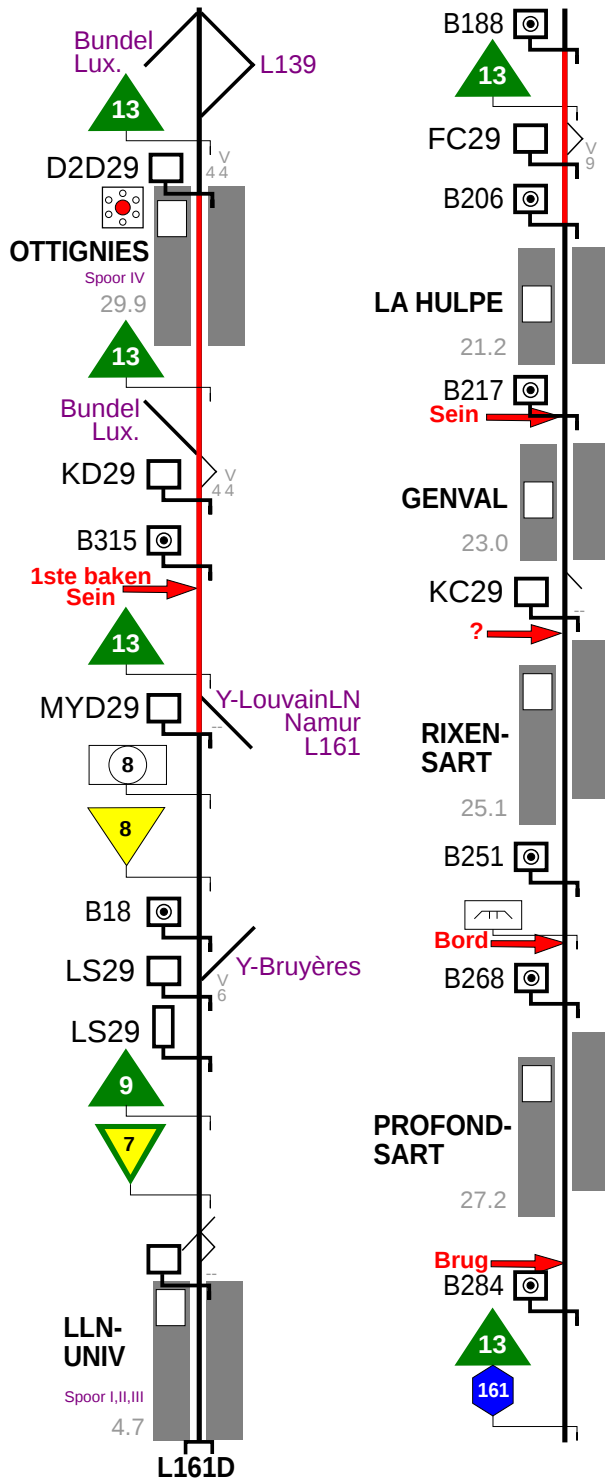 Bundel
Lux.
L139
13
D2D29
V
4 4
OTTIGNIES
Spoor IV
29.9
13
Bundel
Lux.
KD29
V
4 4
B315
1ste baken
Sein
13
Y-LouvainLN
Namur
L161
MYD29
--
8
8
B18
Y-Bruyères
LS29
V
6
LS29
9
7
--
LLN-
UNIV
Spoor I,II,III
4.7
L161D
B188
13
FC29
V
9
B206
LA HULPE
21.2
B217
Sein
GENVAL
23.0
KC29
--
?
RIXEN-
SART
25.1
B251
Bord
B268
PROFOND-
SART
27.2
Brug
B284
13
161